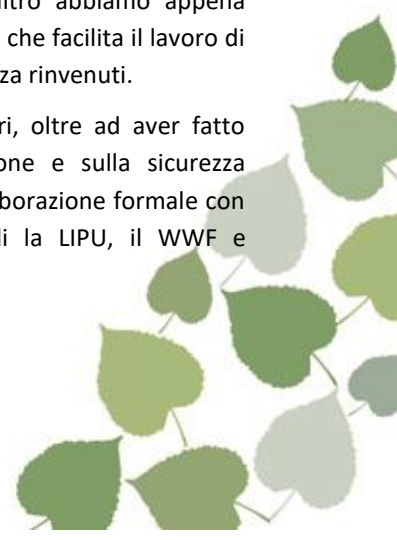 abbiamo appena
che facilita il lavoro di
za rinvenuti.
ri, oltre ad aver fatto
one e sulla sicurezza
borazione formale con
li la LIPU, il WWF e